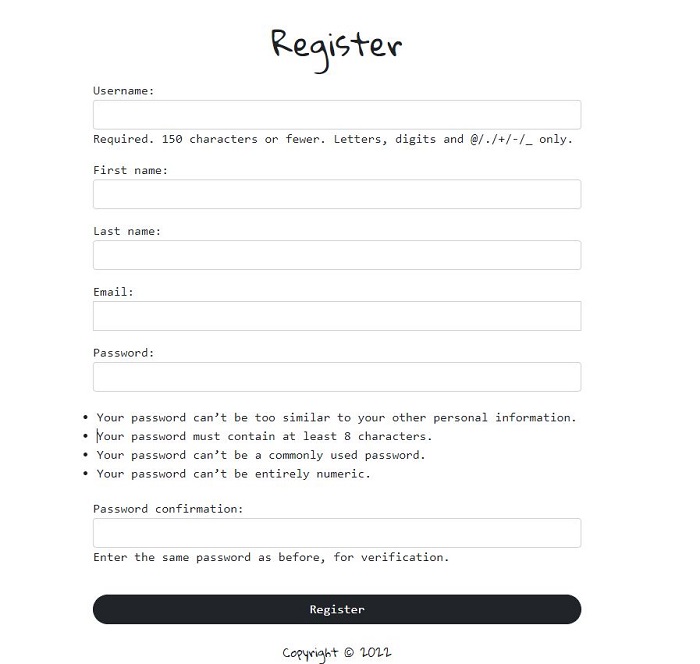 Register
Username:
Required. 150 characters or fewer. Letters, digits and @/./+/-/_ only.
First name:
Last name:
Email:
Password:
• Your password can’t be too similar to your other personal information.
• Your password must contain at least 8 characters.
• Your password can’t be a commonly used password.
• Your password can’t be entirely numeric.
Password confirmation:
Enter the same password as before, for verification.
Register
Copyright © 2022